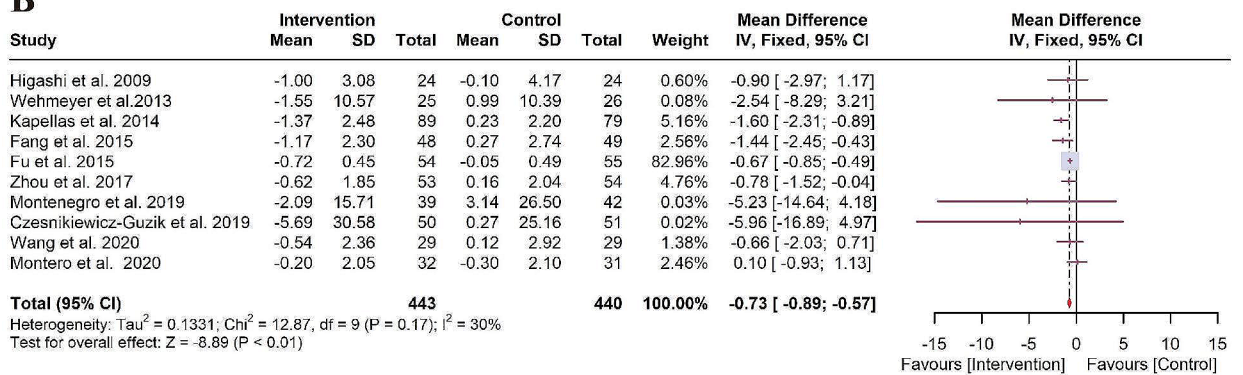 B
Intervention Control Mean Difference Mean Difference
Study Mean SD Total Mean SD Total Weight IV, Fixed, 95% CI IV, Fixed, 95% CI
Higashi et al. 2009 -1.00 3.08 24 -0.10 4.17 24 0.60% -0.90 [ -2.97; 1.17]
Wehmeyer et al.2013 -1.55 10.57 25 0.99 10.39 26 0.08% -2.54 [ -8.29; 3.21]
Kapellas et al. 2014 -1.37 2.48 89 0.23 2.20 79 5.16% -1.60 [ -2.31; -0.89]
Fang et al. 2015 -1.17 2.30 48 0.27 2.74 49 2.56% -1.44 [ -2.45; -0.43]
Fu et al. 2015 -0.72 0.45 54 -0.05 0.49 55 82.96% -0.67 [ -0.85; -0.49]
Zhou et al. 2017 -0.62 1.85 53 0.16 2.04 54 4.76% -0.78 [ -1.52; -0.04]
Montenegro et al. 2019 -2.09 15.71 39 3.14 26.50 42 0.03% -5.23 [-14.64; 4.18]
Czesnikiewicz-Guzik et al. 2019 -5.69 30.58 50 0.27 25.16 51 0.02% -5.96 [-16.89; 4.97]
Wang et al. 2020 -0.54 2.36 29 0.12 2.92 29 1.38% -0.66 [ -2.03; 0.71]
Montero et al. 2020 -0.20 2.05 32 -0.30 2.10 31 2.46% 0.10 [ -0.93; 1.13]
Total (95% CI) 443 440 100.00% -0.73 [ -0.89; -0.57]
Heterogeneity: Tau² = 0.1331; Chi² = 12.87, df = 9 (P = 0.17); I² = 30%
Test for overall effect: Z = -8.89 (P < 0.01)
-15 -10 -5 0 5 10 15
Favours [Intervention] Favours [Control]